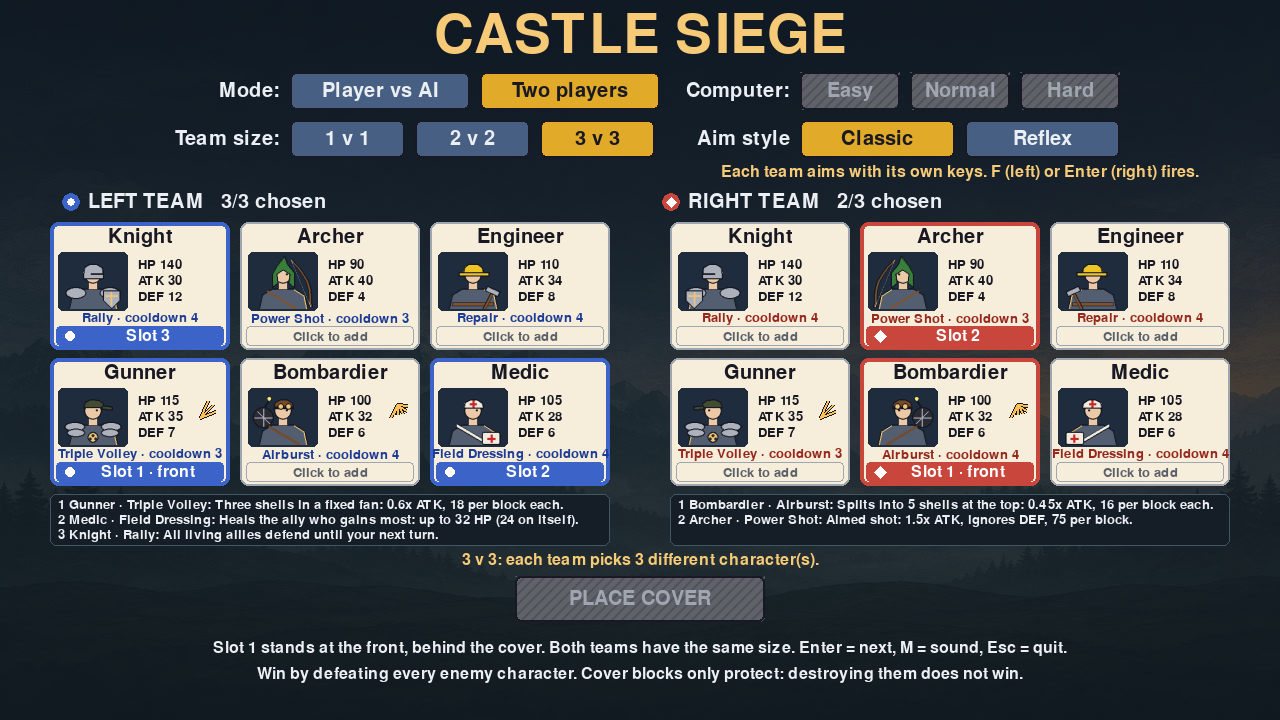 CASTLE SIEGE
Mode: Player vs AI Two players Computer: Easy Normal Hard
Team size: 1 v 1 2 v 2 3 v 3 Aim style Classic Reflex
Each team aims with its own keys. F (left) or Enter (right) fires.
LEFT TEAM 3/3 chosen
Knight
HP 140
ATK 30
DEF 12
Rally · cooldown 4
Slot 3
Archer
HP 90
ATK 40
DEF 4
Power Shot · cooldown 3
Click to add
Engineer
HP 110
ATK 34
DEF 8
Repair · cooldown 4
Click to add
Gunner
HP 115
ATK 35
DEF 7
Triple Volley · cooldown 3
Slot 1 · front
Bombardier
HP 100
ATK 32
DEF 6
Airburst · cooldown 4
Click to add
Medic
HP 105
ATK 28
DEF 6
Field Dressing · cooldown 4
Slot 2
1 Gunner · Triple Volley: Three shells in a fixed fan: 0.6x ATK, 18 per block each.
2 Medic · Field Dressing: Heals the ally who gains most: up to 32 HP (24 on itself).
3 Knight · Rally: All living allies defend until your next turn.
RIGHT TEAM 2/3 chosen
Knight
HP 140
ATK 30
DEF 12
Rally · cooldown 4
Click to add
Archer
HP 90
ATK 40
DEF 4
Power Shot · cooldown 3
Slot 2
Engineer
HP 110
ATK 34
DEF 8
Repair · cooldown 4
Click to add
Gunner
HP 115
ATK 35
DEF 7
Triple Volley · cooldown 3
Click to add
Bombardier
HP 100
ATK 32
DEF 6
Airburst · cooldown 4
Slot 1 · front
Medic
HP 105
ATK 28
DEF 6
Field Dressing · cooldown 4
Click to add
1 Bombardier · Airburst: Splits into 5 shells at the top: 0.45x ATK, 16 per block each.
2 Archer · Power Shot: Aimed shot: 1.5x ATK, ignores DEF, 75 per block.
3 v 3: each team picks 3 different character(s).
PLACE COVER
Slot 1 stands at the front, behind the cover. Both teams have the same size. Enter = next, M = sound, Esc = quit.
Win by defeating every enemy character. Cover blocks only protect: destroying them does not win.